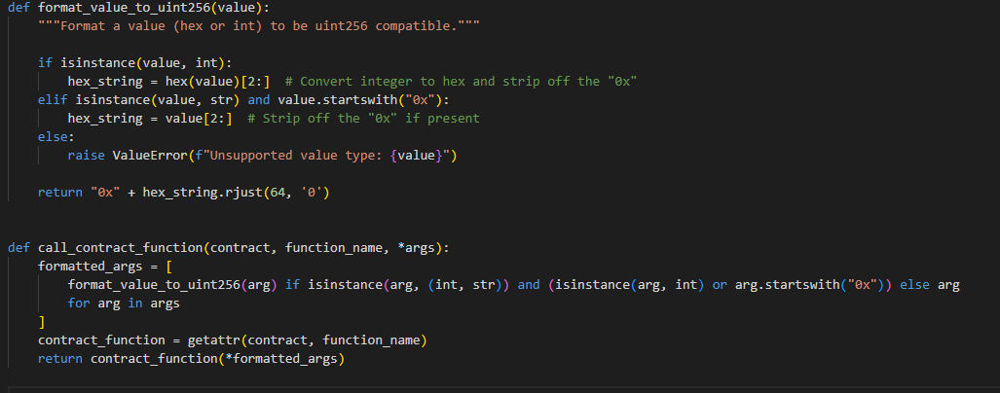 def format_value_to_uint256(value):
    """Format a value (hex or int) to be uint256 compatible."""

    if isinstance(value, int):
        hex_string = hex(value)[2:]  # Convert integer to hex and strip off the "0x"
    elif isinstance(value, str) and value.startswith("0x"):
        hex_string = value[2:]  # Strip off the "0x" if present
    else:
        raise ValueError(f"Unsupported value type: {value}")

    return "0x" + hex_string.rjust(64, '0')


def call_contract_function(contract, function_name, *args):
    formatted_args = [
        format_value_to_uint256(arg) if isinstance(arg, (int, str)) and (isinstance(arg, int) or arg.startswith("0x")) else arg
        for arg in args
    ]
    contract_function = getattr(contract, function_name)
    return contract_function(*formatted_args)